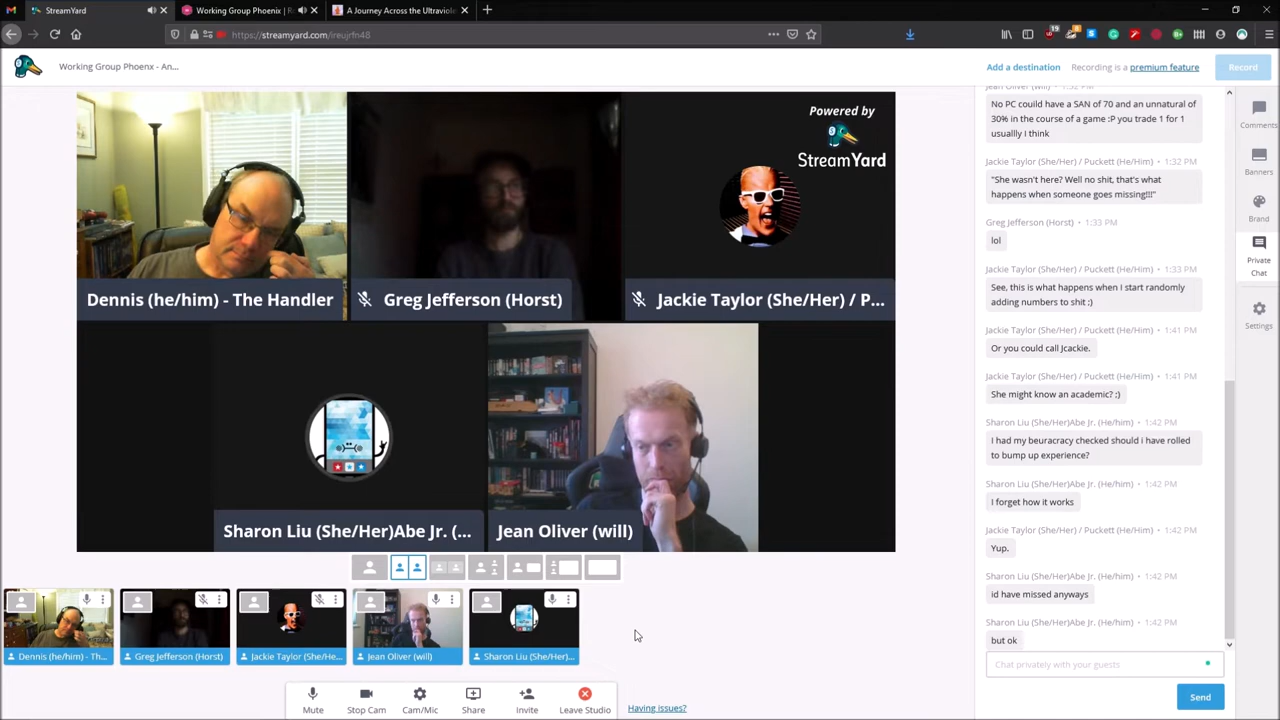 StreamYard
Working Group Phoenix | R
A Journey Across the Ultraviole
https://streamyard.com/ireujrfn48
19
Working Group Phoenx - An...
Add a destination
Recording is a premium feature
Record
Powered by
StreamYard
Dennis (he/him) - The Handler
Greg Jefferson (Horst)
Jackie Taylor (She/Her) / P...
Sharon Liu (She/Her)Abe Jr. (...
Jean Oliver (will)
Dennis (he/him) - Th...
Greg Jefferson (Horst)
Jackie Taylor (She/He...
Jean Oliver (will)
Sharon Liu (She/Her)...
Mute
Stop Cam
Cam/Mic
Share
Invite
Leave Studio
Having issues?
Jean Oliver (will) • 1:32 PM
No PC couild have a SAN of 70 and an unnatural of
30% in the course of a game :P you trade 1 for 1
usuallly I think
Jackie Taylor (She/Her) / Puckett (He/Him) • 1:32 PM
"She wasn't here? Well no shit, that's what
happens when someone goes missing!!!"
Greg Jefferson (Horst) • 1:33 PM
lol
Jackie Taylor (She/Her) / Puckett (He/Him) • 1:33 PM
See, this is what happens when I start randomly
adding numbers to shit ;)
Jackie Taylor (She/Her) / Puckett (He/Him) • 1:41 PM
Or you could call Jcackie.
Jackie Taylor (She/Her) / Puckett (He/Him) • 1:41 PM
She might know an academic? ;)
Sharon Liu (She/Her)Abe Jr. (He/him) • 1:42 PM
I had my beuracracy checked should i have rolled
to bump up experience?
Sharon Liu (She/Her)Abe Jr. (He/him) • 1:42 PM
I forget how it works
Jackie Taylor (She/Her) / Puckett (He/Him) • 1:42 PM
Yup.
Sharon Liu (She/Her)Abe Jr. (He/him) • 1:42 PM
id have missed anyways
Sharon Liu (She/Her)Abe Jr. (He/him) • 1:42 PM
but ok
Chat privately with your guests
Send
Comments
Banners
Brand
Private
Chat
Settings